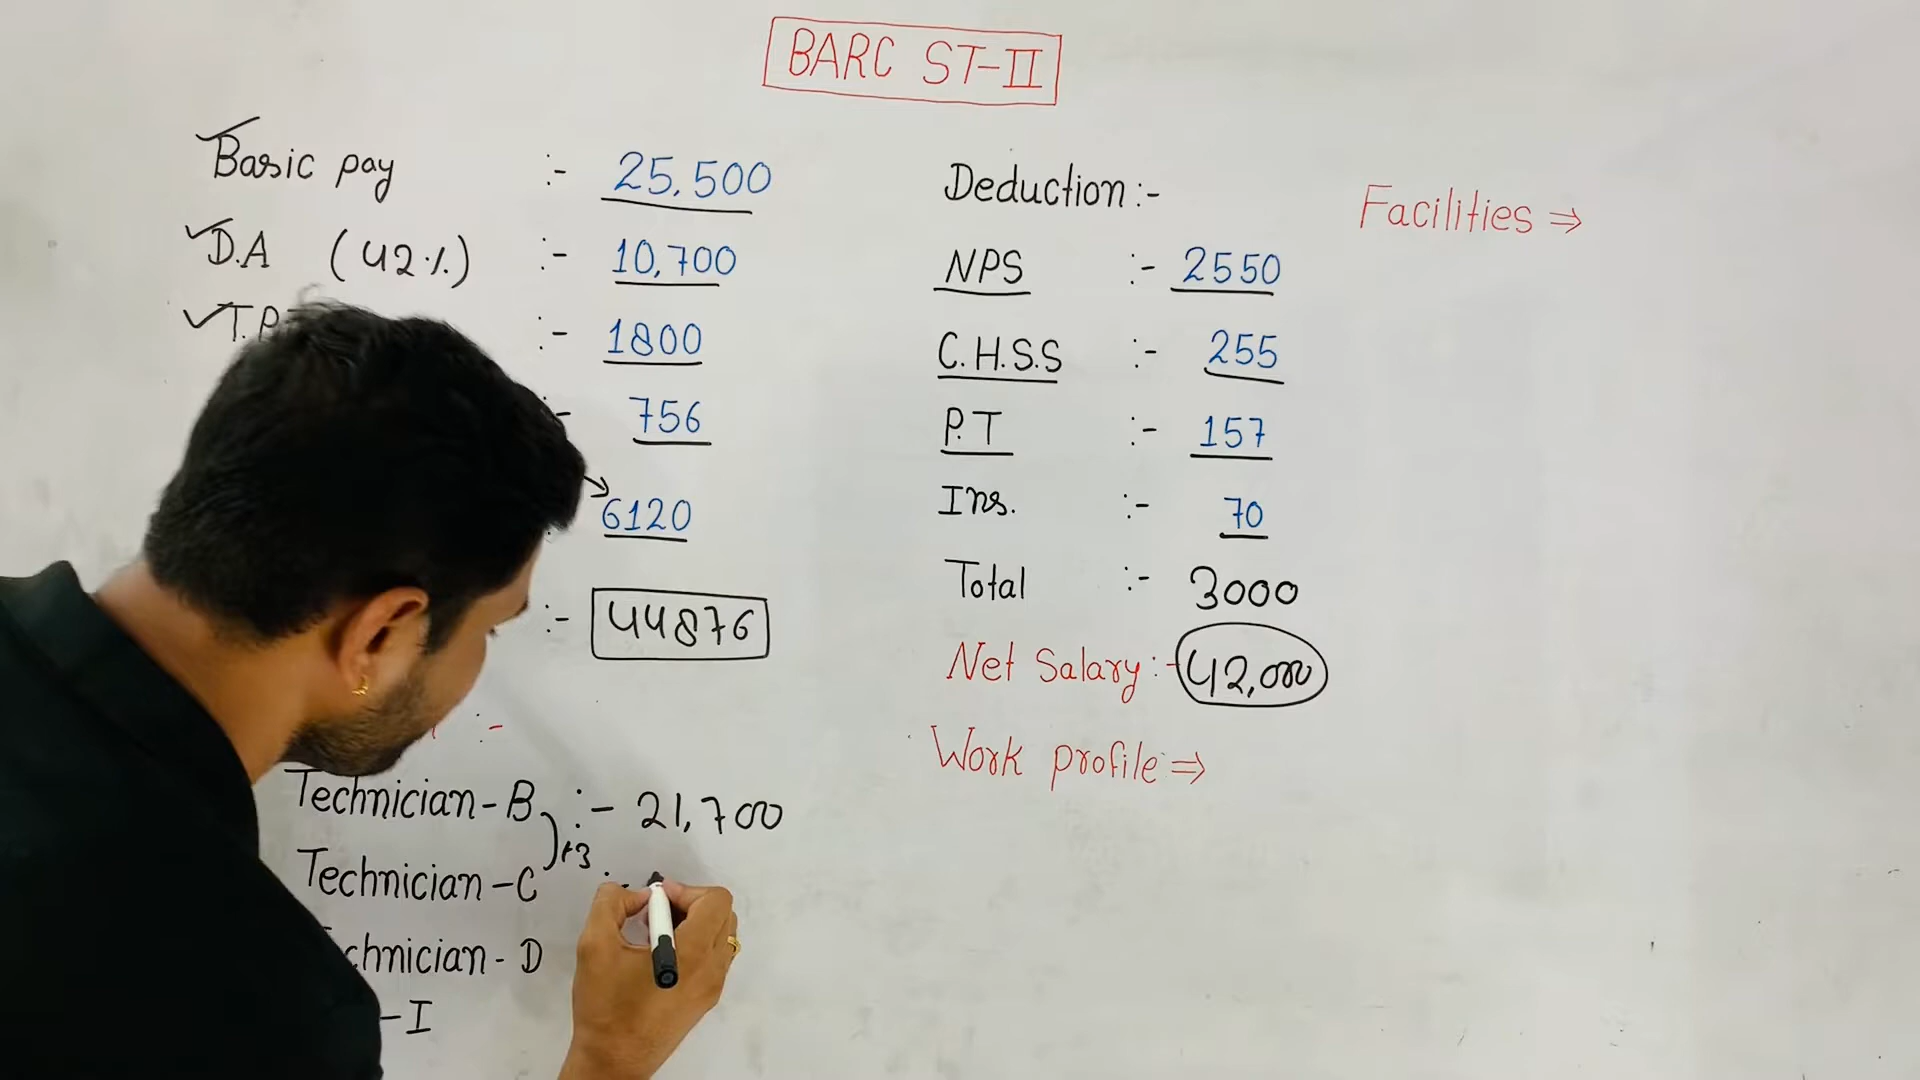 BARC ST-II
Basic pay :- 25,500
D.A (42%) :- 10,700
:- 1800
756
6120
:- 44876
:-
Technician-B :- 21,700
+3
Technician-C :-
chnician-D
-I
Deduction:-
NPS :- 2550
C.H.S.S :- 255
P.T :- 157
Ins. :- 70
Total :- 3000
Net Salary:- 42,000
Work profile ⇒
Facilities ⇒